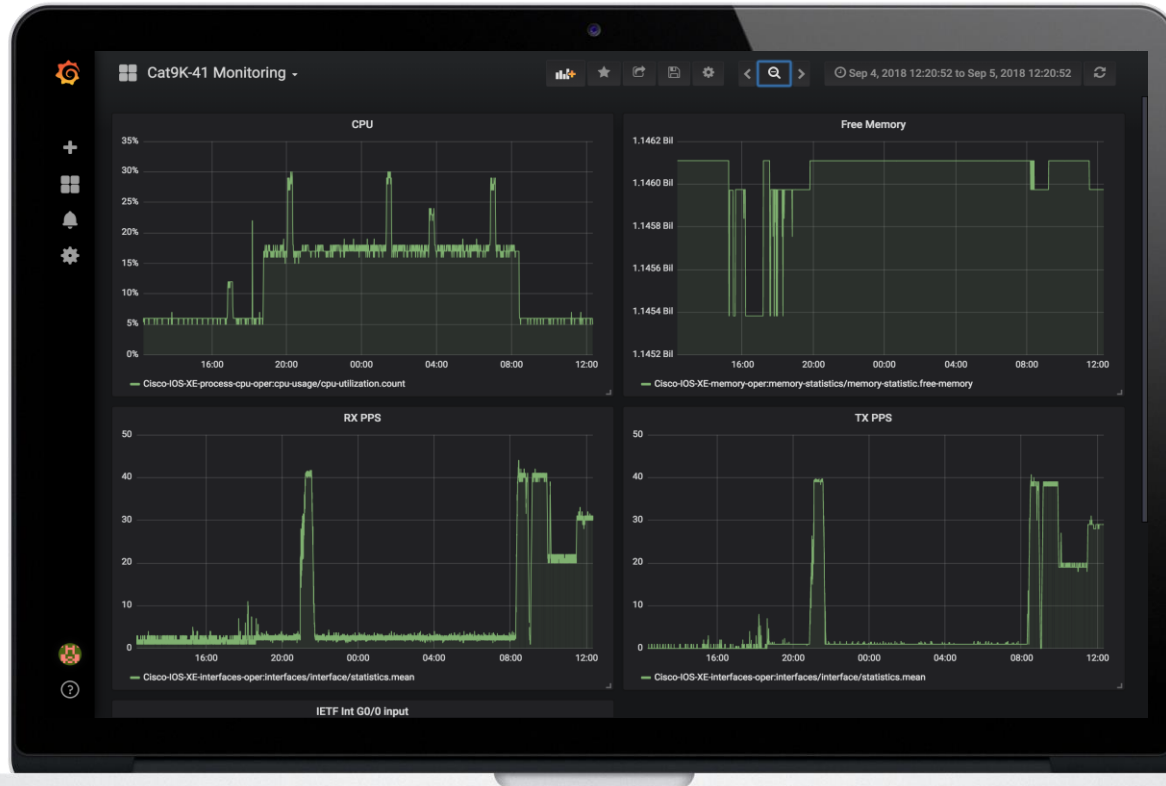 Cat9K-41 Monitoring
Sep 4, 2018 12:20:52 to Sep 5, 2018 12:20:52
CPU
35%
30%
25%
20%
15%
10%
5%
0%
16:00 20:00 00:00 04:00 08:00 12:00
Cisco-IOS-XE-process-cpu-oper:cpu-usage/cpu-utilization.count
Free Memory
1.1462 Bil
1.1460 Bil
1.1458 Bil
1.1456 Bil
1.1454 Bil
1.1452 Bil
16:00 20:00 00:00 04:00 08:00 12:00
Cisco-IOS-XE-memory-oper:memory-statistics/memory-statistic.free-memory
RX PPS
50
40
30
20
10
0
16:00 20:00 00:00 04:00 08:00 12:00
Cisco-IOS-XE-interfaces-oper:interfaces/interface/statistics.mean
TX PPS
50
40
30
20
10
0
16:00 20:00 00:00 04:00 08:00 12:00
Cisco-IOS-XE-interfaces-oper:interfaces/interface/statistics.mean
IETF Int G0/0 input
?